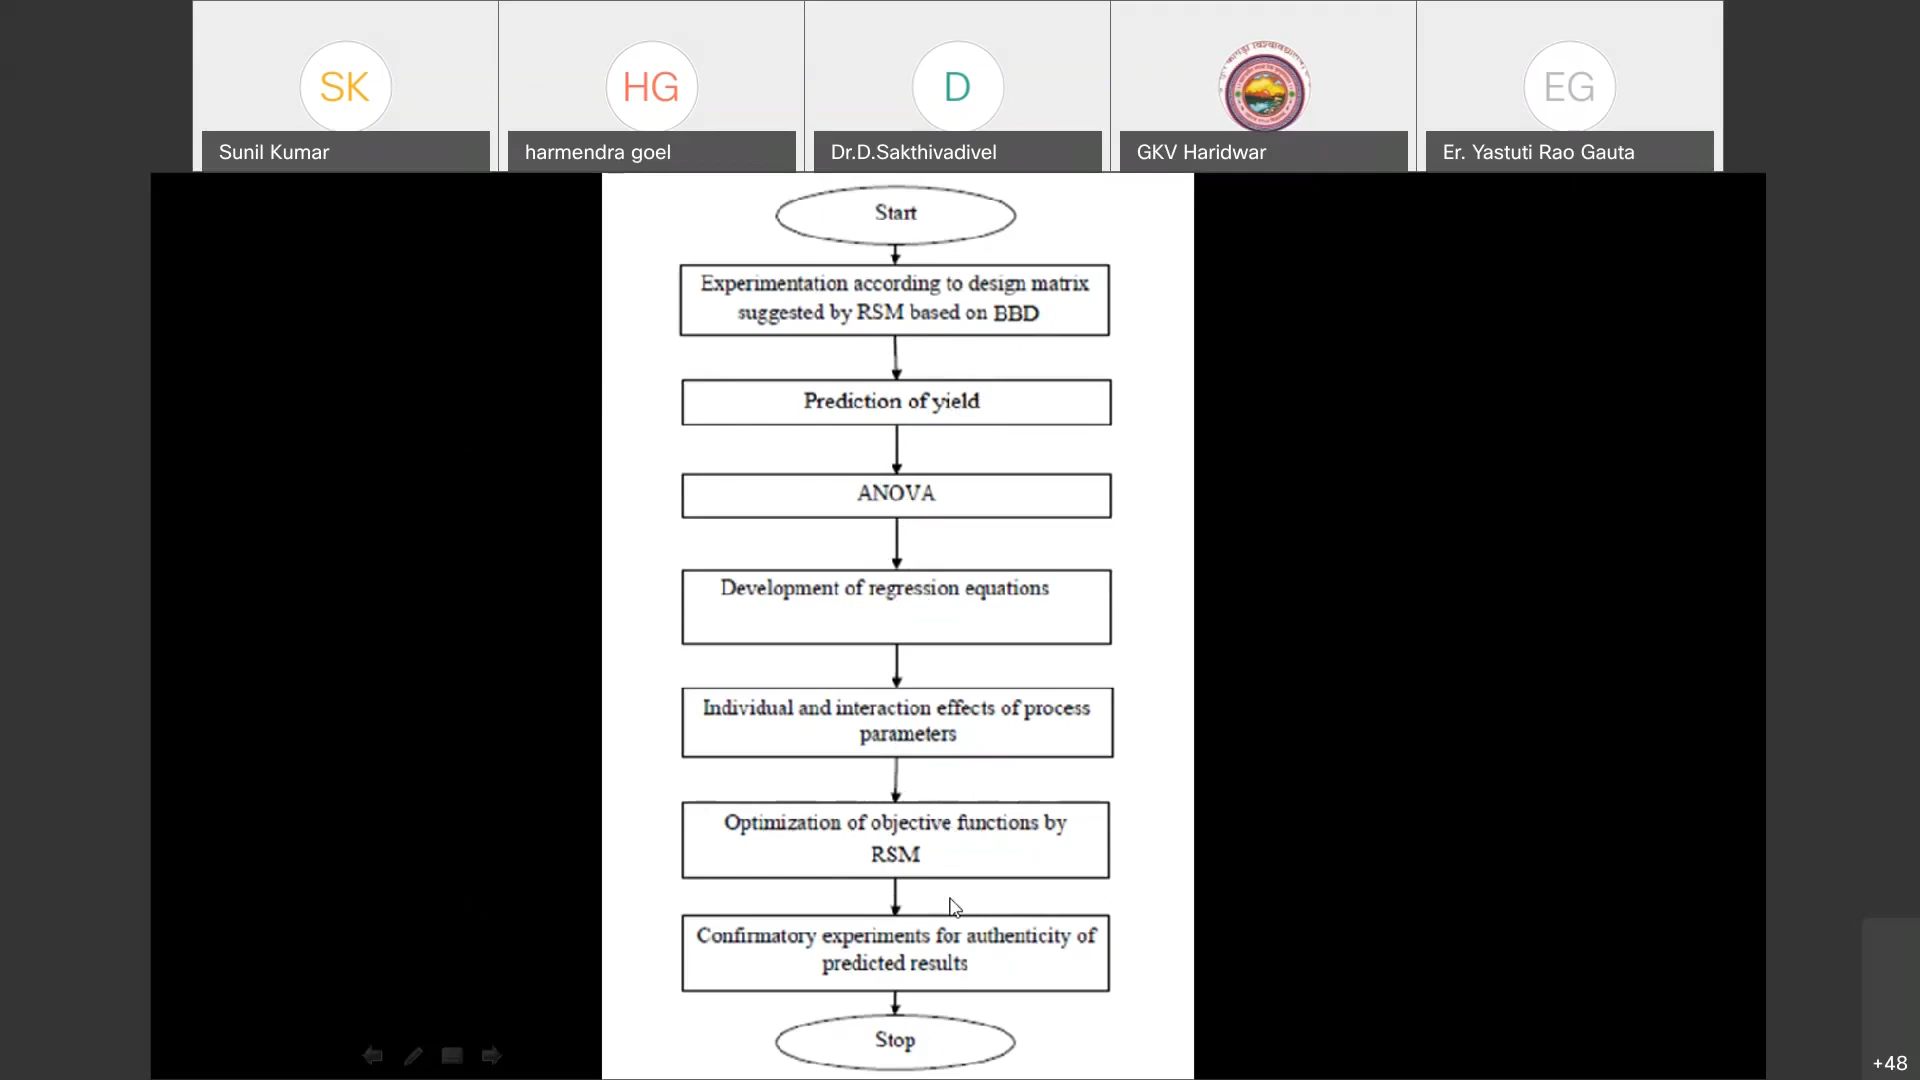 SK
HG
D
EG
Sunil Kumar
harmendra goel
Dr.D.Sakthivadivel
GKV Haridwar
Er. Yastuti Rao Gauta
Start
Experimentation according to design matrix
suggested by RSM based on BBD
Prediction of yield
ANOVA
Development of regression equations
Individual and interaction effects of process
parameters
Optimization of objective functions by
RSM
Confirmatory experiments for authenticity of
predicted results
Stop
+48